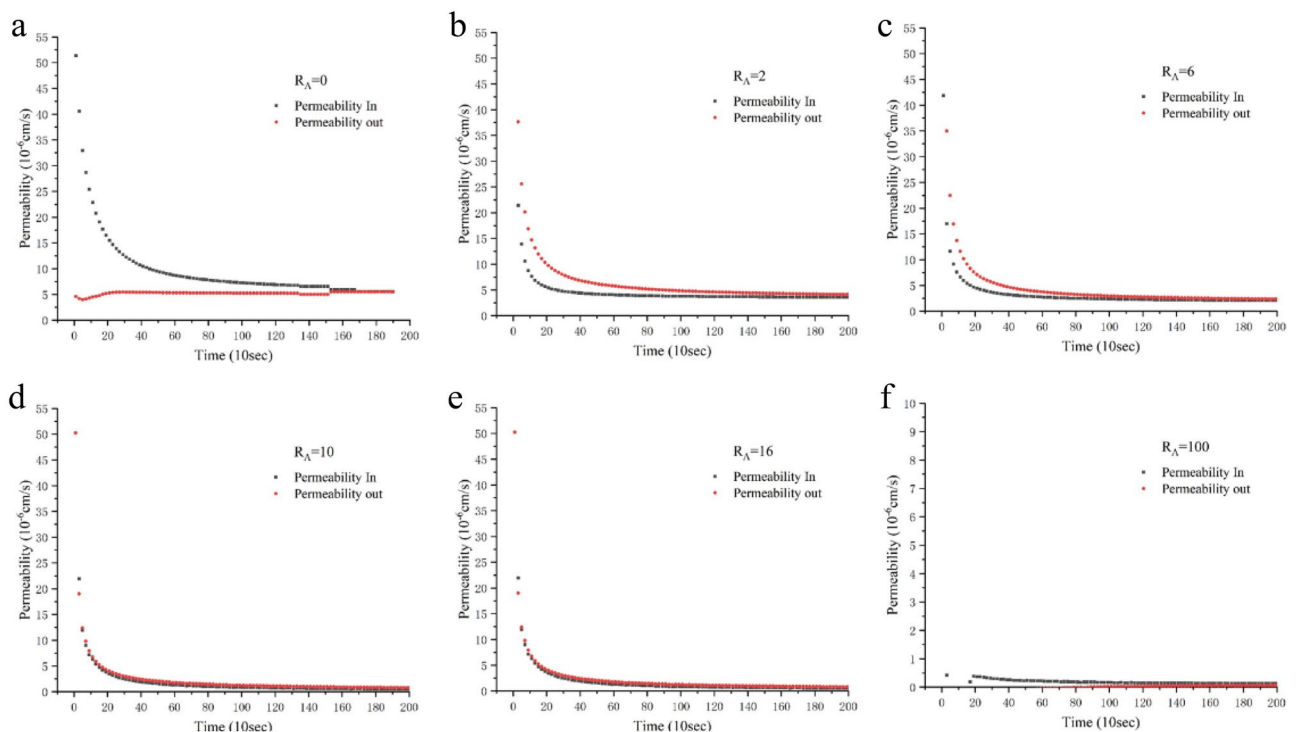 a
55
50
45
40
35
30
25
20
15
10
5
0
Permeability (10⁻⁶cm/s)
R_A=0
Permeability In
Permeability out
0 20 40 60 80 100 120 140 160 180 200
Time (10sec)
b
55
50
45
40
35
30
25
20
15
10
5
0
Permeability (10⁻⁶cm/s)
R_A=2
Permeability In
Permeability out
0 20 40 60 80 100 120 140 160 180 200
Time (10sec)
c
55
50
45
40
35
30
25
20
15
10
5
0
Permeability (10⁻⁶cm/s)
R_A=6
Permeability In
Permeability out
0 20 40 60 80 100 120 140 160 180 200
Time (10sec)
d
55
50
45
40
35
30
25
20
15
10
5
0
Permeability (10⁻⁶cm/s)
R_A=10
Permeability In
Permeability out
0 20 40 60 80 100 120 140 160 180 200
Time (10sec)
e
55
50
45
40
35
30
25
20
15
10
5
0
Permeability (10⁻⁶cm/s)
R_A=16
Permeability In
Permeability out
0 20 40 60 80 100 120 140 160 180 200
Time (10sec)
f
10
9
8
7
6
5
4
3
2
1
0
Permeability (10⁻⁶cm/s)
R_A=100
Permeability In
Permeability out
0 20 40 60 80 100 120 140 160 180 200
Time (10sec)